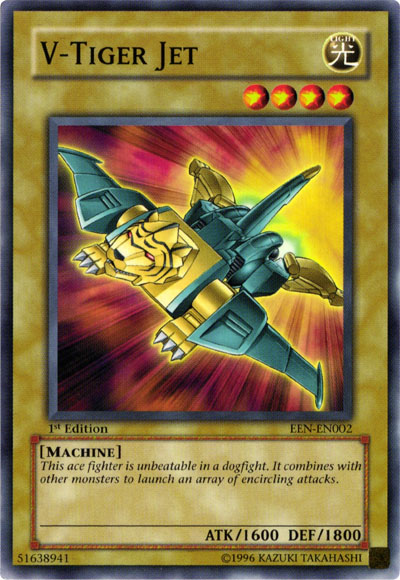 V-Tiger Jet
LIGHT
光
1st Edition
EEN-EN002
[Machine]
This ace fighter is unbeatable in a dogfight. It combines with
other monsters to launch an array of encircling attacks.
ATK/1600 DEF/1800
51638941
©1996 KAZUKI TAKAHASHI